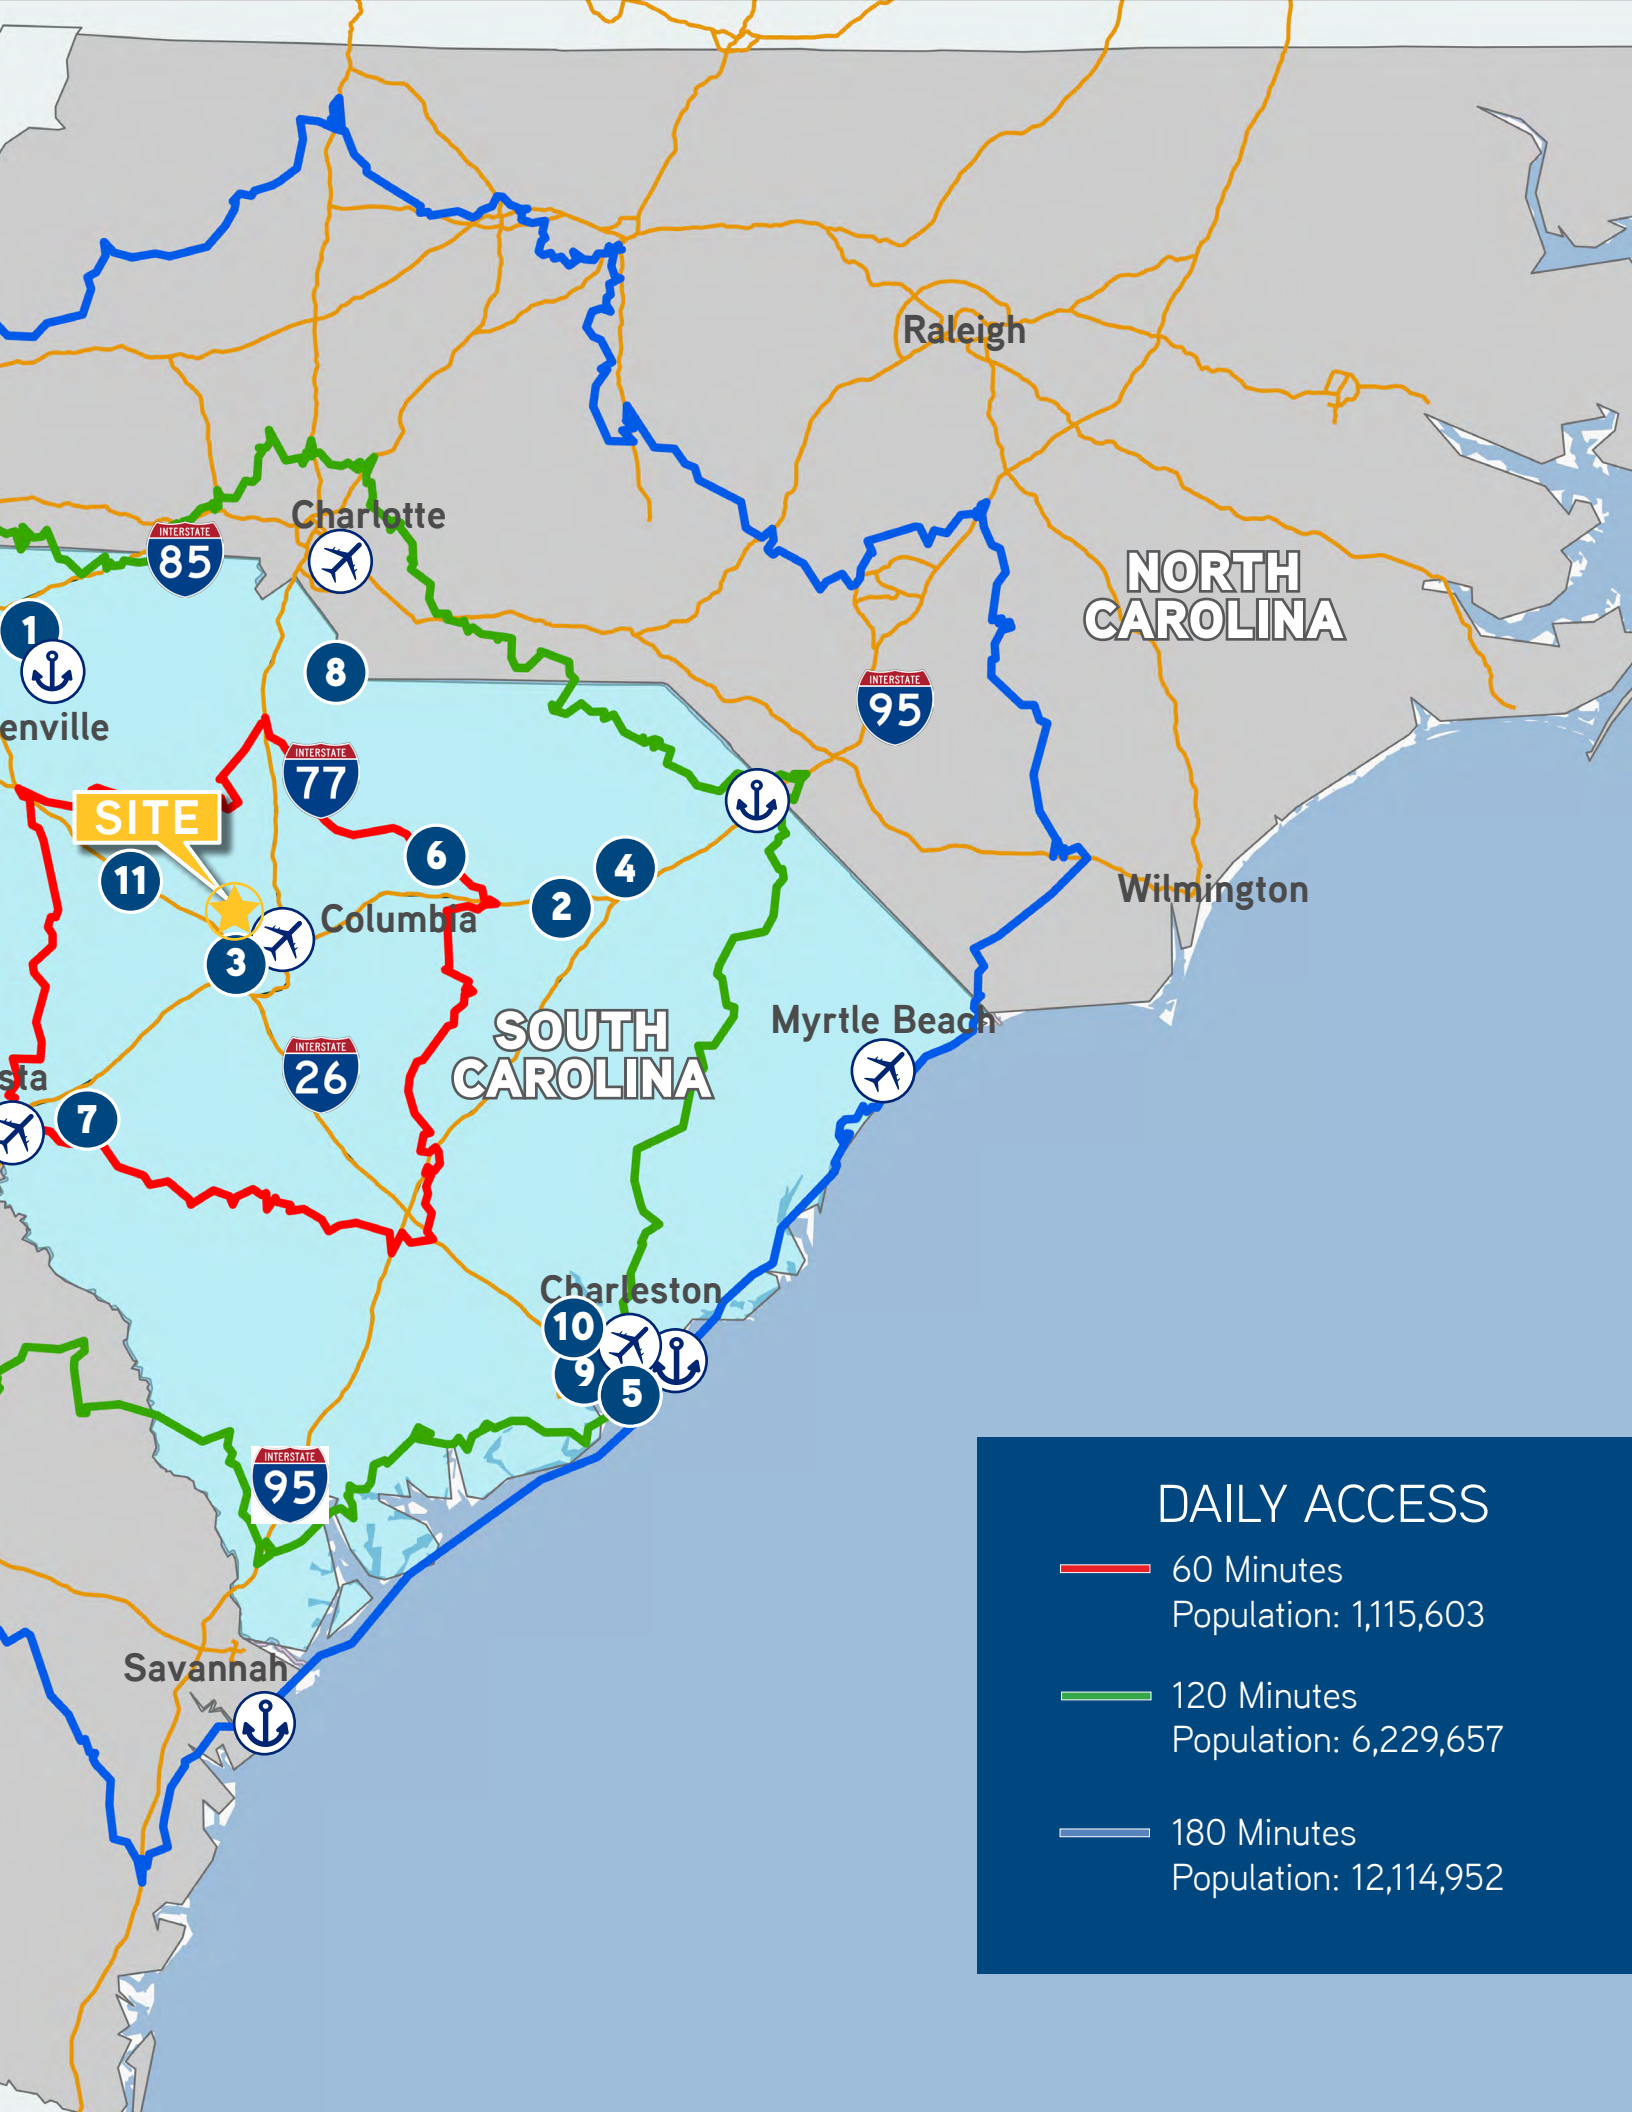 Raleigh
Charlotte
INTERSTATE
85
NORTH
CAROLINA
1
8
INTERSTATE
95
enville
INTERSTATE
77
SITE
6
4
11
2
Wilmington
Columbia
3
SOUTH
CAROLINA
Myrtle Beach
INTERSTATE
26
sta
7
Charleston
10
9
5
INTERSTATE
95
DAILY ACCESS
60 Minutes
Population: 1,115,603
120 Minutes
Population: 6,229,657
180 Minutes
Population: 12,114,952
Savannah